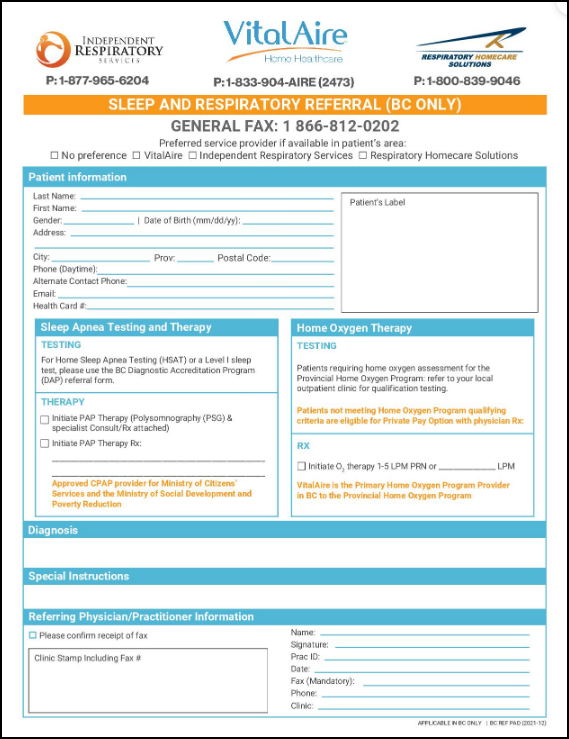 INDEPENDENT
RESPIRATORY
SERVICES
P:1-877-965-6204
VitalAire
Home Healthcare
P:1-833-904-AIRE (2473)
RESPIRATORY HOMECARE
SOLUTIONS
P:1-800-839-9046
SLEEP AND RESPIRATORY REFERRAL (BC ONLY)
GENERAL FAX: 1 866-812-0202
Preferred service provider if available in patient's area:
☐ No preference ☐ VitalAire ☐ Independent Respiratory Services ☐ Respiratory Homecare Solutions
Patient information
Last Name:
First Name:
Gender: | Date of Birth (mm/dd/yy):
Address:
City: Prov: Postal Code:
Phone (Daytime):
Alternate Contact Phone:
Email:
Health Card #:
Patient's Label
Sleep Apnea Testing and Therapy
TESTING
For Home Sleep Apnea Testing (HSAT) or a Level I sleep
test, please use the BC Diagnostic Accreditation Program
(DAP) referral form.
THERAPY
☐ Initiate PAP Therapy (Polysomnography (PSG) &
specialist Consult/Rx attached)
☐ Initiate PAP Therapy Rx:
Approved CPAP provider for Ministry of Citizens'
Services and the Ministry of Social Development and
Poverty Reduction
Home Oxygen Therapy
TESTING
Patients requiring home oxygen assessment for the
Provincial Home Oxygen Program: refer to your local
outpatient clinic for qualification testing.
Patients not meeting Home Oxygen Program qualifying
criteria are eligible for Private Pay Option with physician Rx:
RX
☐ Initiate O₂ therapy 1-5 LPM PRN or ____________ LPM
VitalAire is the Primary Home Oxygen Program Provider
in BC to the Provincial Home Oxygen Program
Diagnosis
Special Instructions
Referring Physician/Practitioner Information
☐ Please confirm receipt of fax
Clinic Stamp Including Fax #
Name:
Signature:
Prac ID:
Date:
Fax (Mandatory):
Phone:
Clinic:
APPLICABLE IN BC ONLY | BC REF PAD (2021-12)